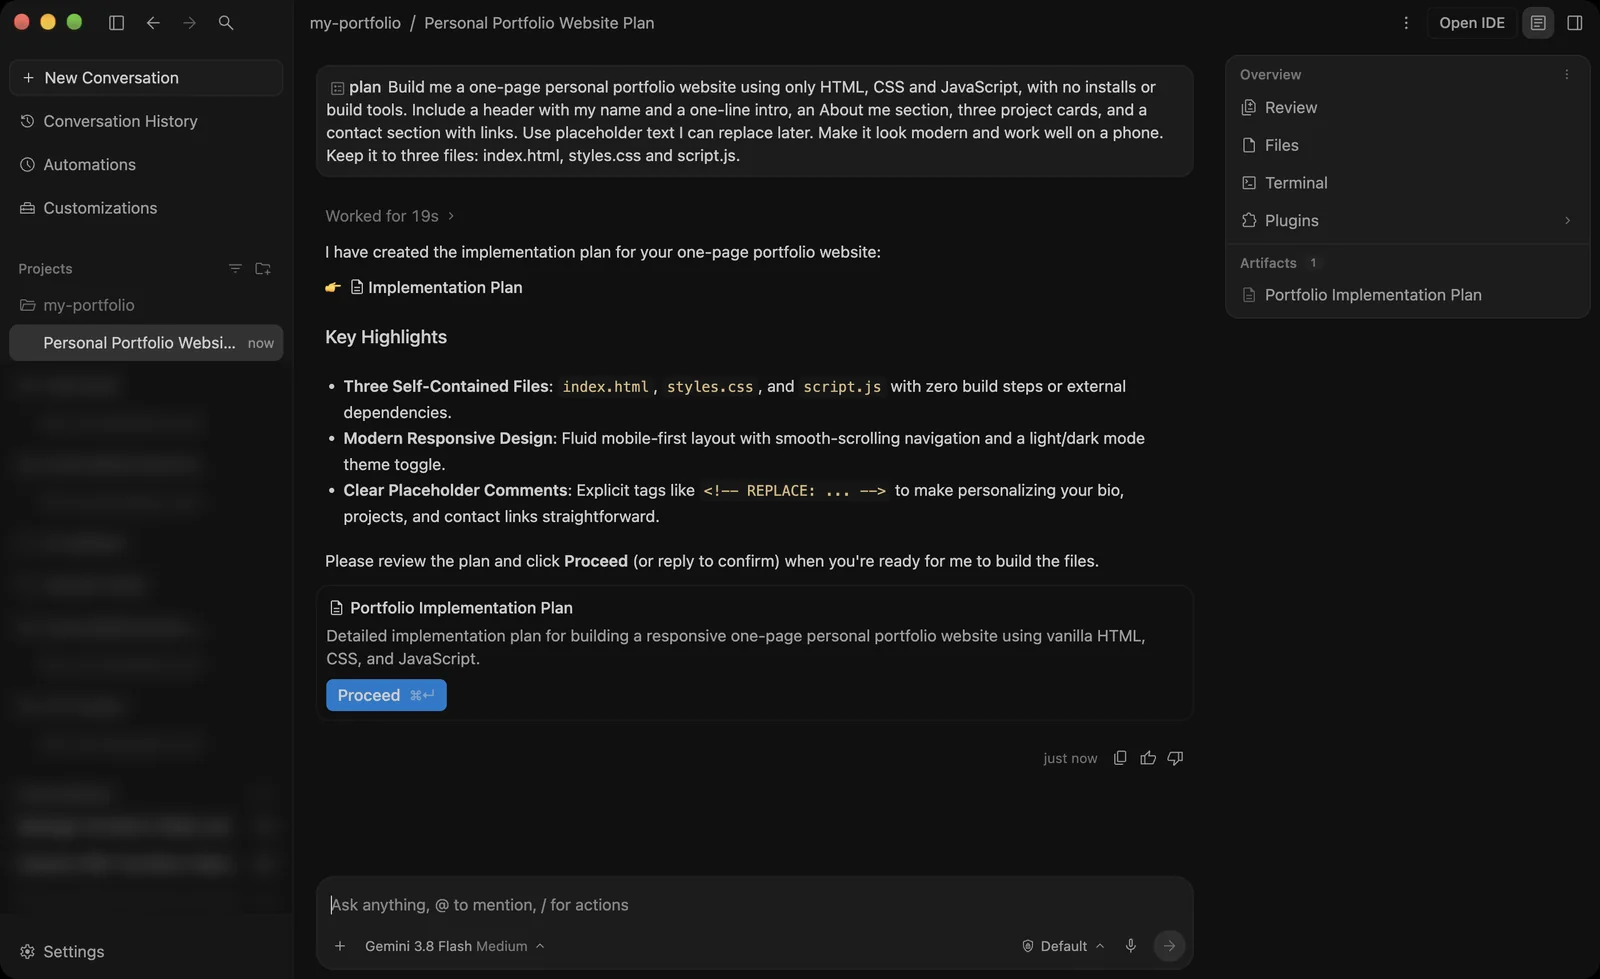 my-portfolio / Personal Portfolio Website Plan
Open IDE
New Conversation
Conversation History
Automations
Customizations
Projects
my-portfolio
Personal Portfolio Websi... now
Settings
plan Build me a one-page personal portfolio website using only HTML, CSS and JavaScript, with no installs or
build tools. Include a header with my name and a one-line intro, an About me section, three project cards, and a
contact section with links. Use placeholder text I can replace later. Make it look modern and work well on a phone.
Keep it to three files: index.html, styles.css and script.js.
Worked for 19s >
I have created the implementation plan for your one-page portfolio website:
👉 Implementation Plan
Key Highlights
• Three Self-Contained Files: index.html, styles.css, and script.js with zero build steps or external
dependencies.
• Modern Responsive Design: Fluid mobile-first layout with smooth-scrolling navigation and a light/dark mode
theme toggle.
• Clear Placeholder Comments: Explicit tags like <!-- REPLACE: ... --> to make personalizing your bio,
projects, and contact links straightforward.
Please review the plan and click Proceed (or reply to confirm) when you're ready for me to build the files.
Portfolio Implementation Plan
Detailed implementation plan for building a responsive one-page personal portfolio website using vanilla HTML,
CSS, and JavaScript.
Proceed ⌘↵
just now
Ask anything, @ to mention, / for actions
Gemini 3.8 Flash Medium
Default
Overview
Review
Files
Terminal
Plugins
Artifacts 1
Portfolio Implementation Plan